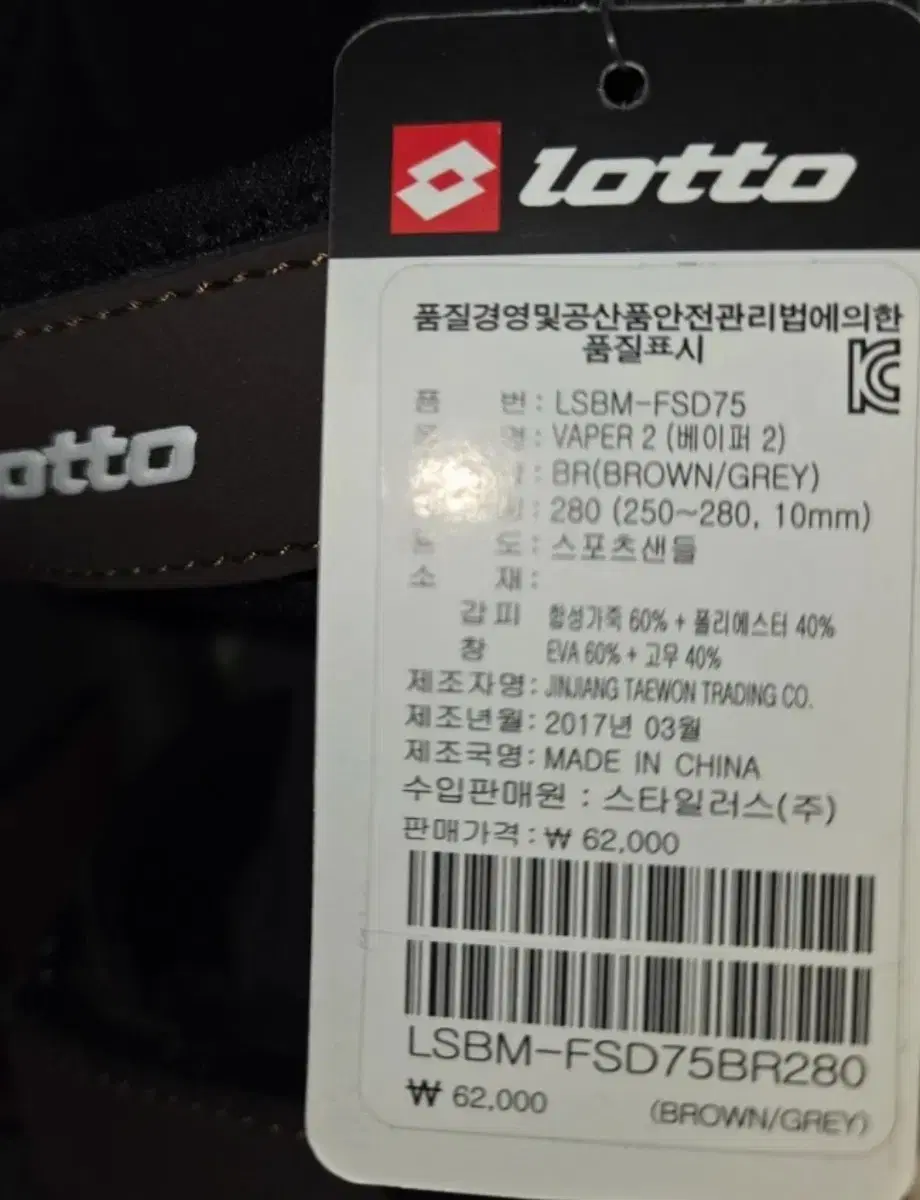 lotto
otto
품질경영및공산품안전관리법에의한
품질표시
품 번 : LSBM-FSD75
명 : VAPER 2 (베이퍼 2)
: BR(BROWN/GREY)
: 280 (250~280, 10mm)
도 : 스포츠샌들
소 재 :
갑피 합성가죽 60% + 폴리에스터 40%
창 EVA 60% + 고우 40%
제조자명 : JINJIANG TAEWON TRADING CO.
제조년월 : 2017년 03월
제조국명 : MADE IN CHINA
수입판매원 : 스타일러스(주)
판매가격 : ₩ 62,000
LSBM-FSD75BR280
₩ 62,000 (BROWN/GREY)